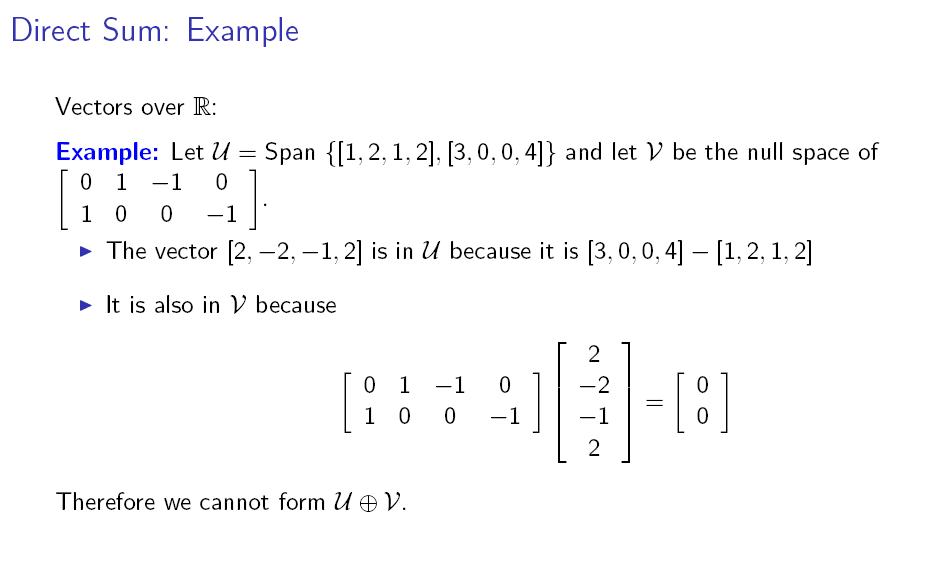 Direct Sum: Example
Vectors over ℝ:
Example: Let 𝒰 = Span {[1, 2, 1, 2], [3, 0, 0, 4]} and let 𝒱 be the null space of
[ 0 1 −1 0 ]
[ 1 0 0 −1 ].
▶ The vector [2, −2, −1, 2] is in 𝒰 because it is [3, 0, 0, 4] − [1, 2, 1, 2]
▶ It is also in 𝒱 because
[ 0 1 −1 0 ; 1 0 0 −1 ] [ 2 ; −2 ; −1 ; 2 ] = [ 0 ; 0 ]
Therefore we cannot form 𝒰 ⊕ 𝒱.